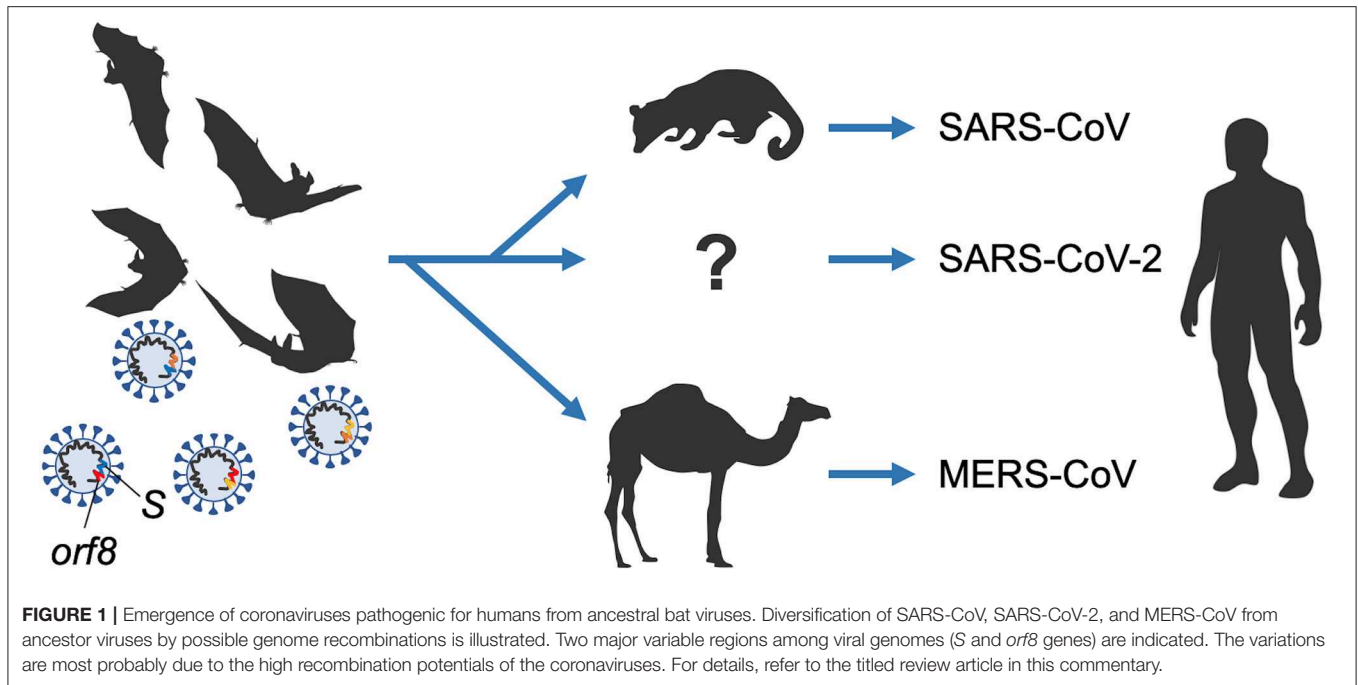 SARS-CoV
?
SARS-CoV-2
MERS-CoV
S
orf8
FIGURE 1 | Emergence of coronaviruses pathogenic for humans from ancestral bat viruses. Diversification of SARS-CoV, SARS-CoV-2, and MERS-CoV from
ancestor viruses by possible genome recombinations is illustrated. Two major variable regions among viral genomes (S and orf8 genes) are indicated. The variations
are most probably due to the high recombination potentials of the coronaviruses. For details, refer to the titled review article in this commentary.